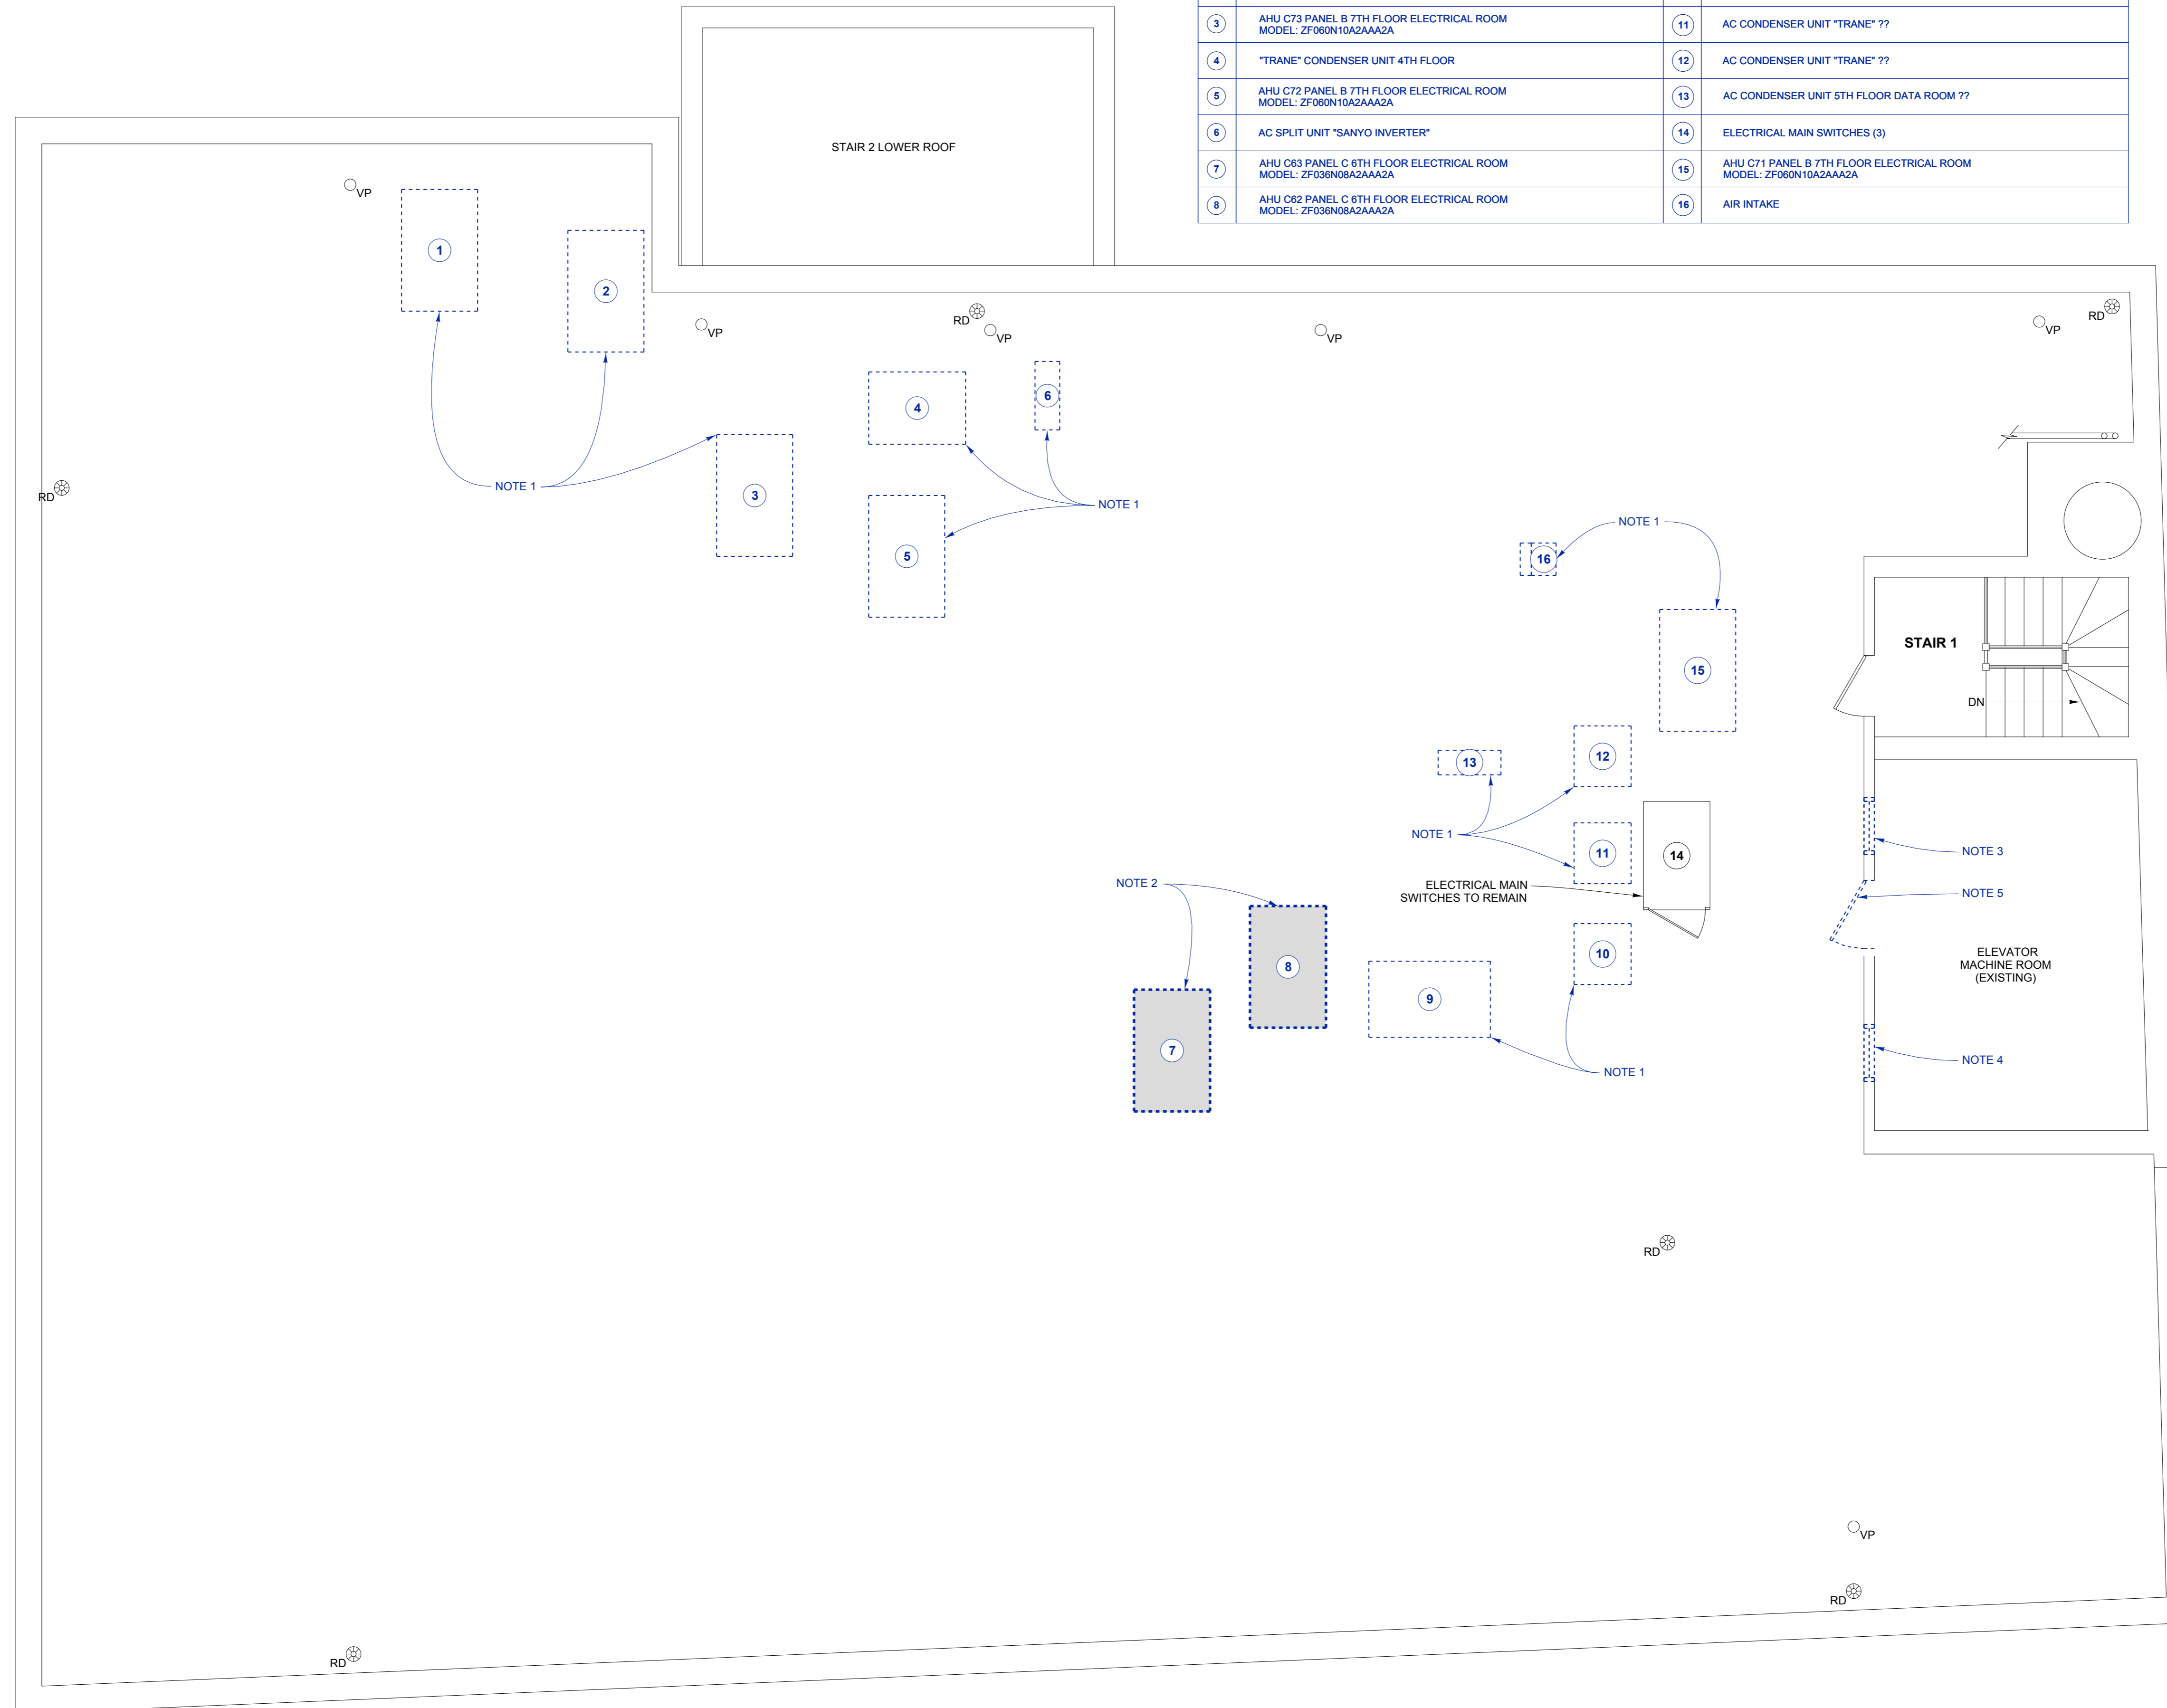 3
AHU C73 PANEL B 7TH FLOOR ELECTRICAL ROOM
MODEL: ZF060N10A2AAA2A
11
AC CONDENSER UNIT "TRANE" ??
4
"TRANE" CONDENSER UNIT 4TH FLOOR
12
AC CONDENSER UNIT "TRANE" ??
5
AHU C72 PANEL B 7TH FLOOR ELECTRICAL ROOM
MODEL: ZF060N10A2AAA2A
13
AC CONDENSER UNIT 5TH FLOOR DATA ROOM ??
6
AC SPLIT UNIT "SANYO INVERTER"
14
ELECTRICAL MAIN SWITCHES (3)
7
AHU C63 PANEL C 6TH FLOOR ELECTRICAL ROOM
MODEL: ZF036N08A2AAA2A
15
AHU C71 PANEL B 7TH FLOOR ELECTRICAL ROOM
MODEL: ZF060N10A2AAA2A
8
AHU C62 PANEL C 6TH FLOOR ELECTRICAL ROOM
MODEL: ZF036N08A2AAA2A
16
AIR INTAKE
STAIR 2 LOWER ROOF
VP
1
2
VP
RD
VP
VP
VP
RD
4
6
RD
NOTE 1
3
5
NOTE 1
NOTE 1
16
15
STAIR 1
DN
13
12
NOTE 1
11
14
NOTE 3
NOTE 2
ELECTRICAL MAIN
SWITCHES TO REMAIN
NOTE 5
8
10
9
ELEVATOR
MACHINE ROOM
(EXISTING)
7
NOTE 1
NOTE 4
RD
VP
RD
RD